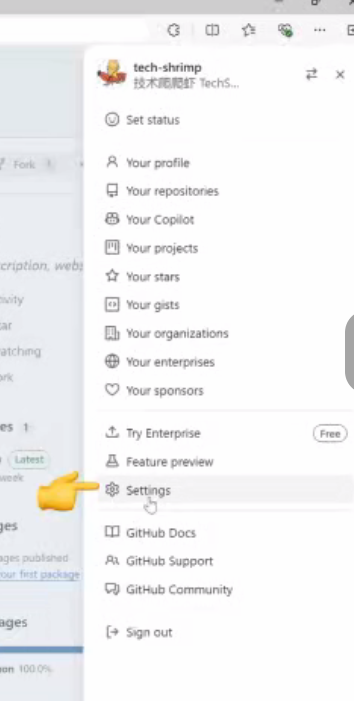 tech-shrimp
技术爬爬虾 TechS...
Set status
Fork 1
Your profile
Your repositories
Your Copilot
cription, webs
Your projects
Your stars
ivity
Your gists
tar
Your organizations
atching
Your enterprises
ork
Your sponsors
es 1
Try Enterprise
Free
Latest
Feature preview
week
Settings
ges
GitHub Docs
ages published
GitHub Support
our first package
GitHub Community
ages
Sign out
on 100.0%